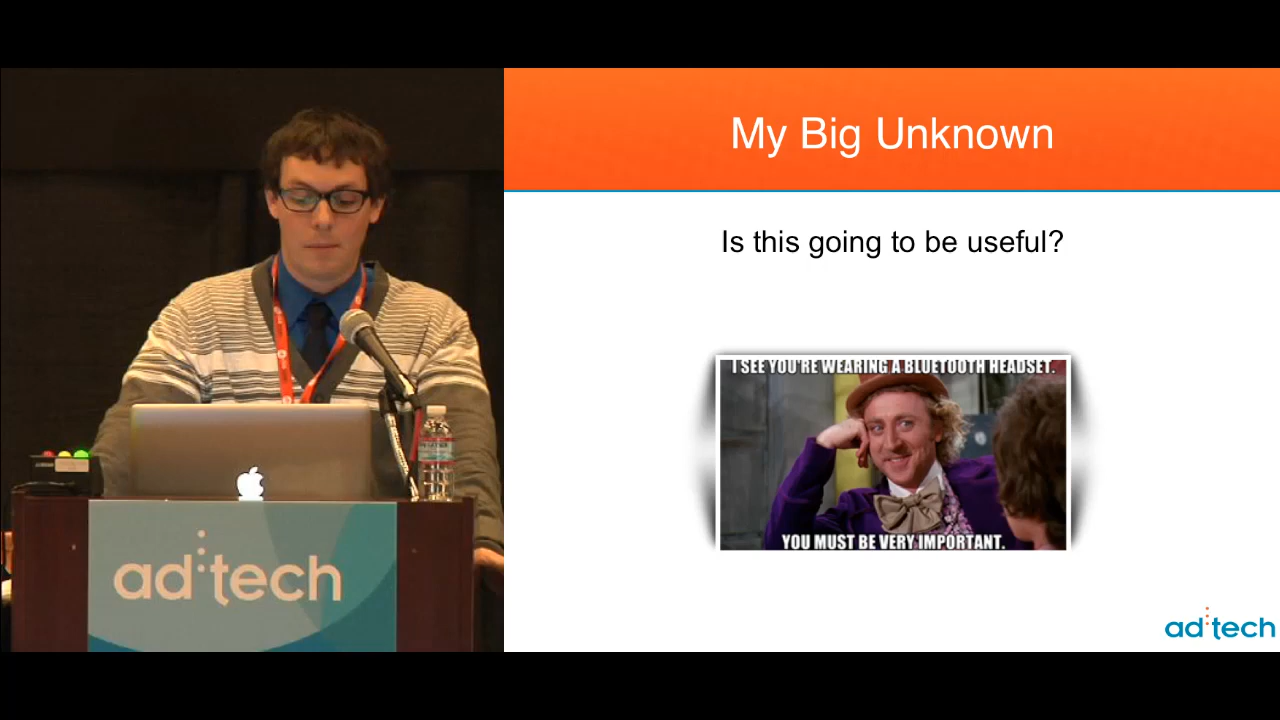 My Big Unknown
Is this going to be useful?
I SEE YOU'RE WEARING A BLUETOOTH HEADSET.
YOU MUST BE VERY IMPORTANT.
ad:tech
ad:tech